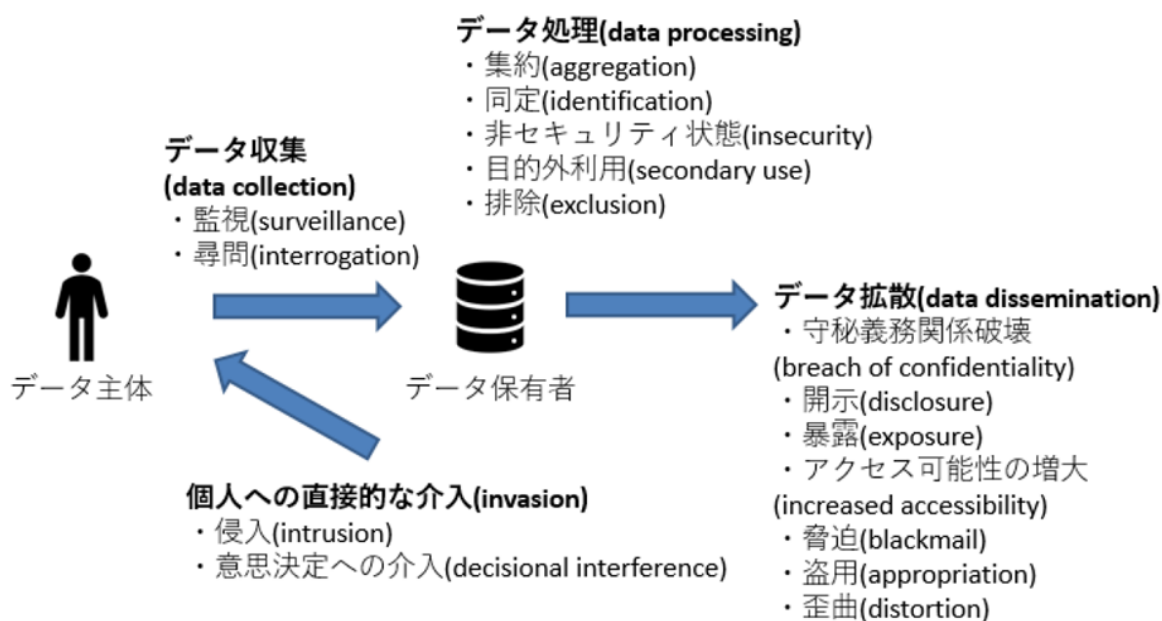 データ処理(data processing)
・集約(aggregation)
・同定(identification)
・非セキュリティ状態(insecurity)
・目的外利用(secondary use)
・排除(exclusion)
データ収集
(data collection)
・監視(surveillance)
・尋問(interrogation)
データ主体
データ保有者
データ拡散(data dissemination)
・守秘義務関係破壊
(breach of confidentiality)
・開示(disclosure)
・暴露(exposure)
・アクセス可能性の増大
(increased accessibility)
・脅迫(blackmail)
・盗用(appropriation)
・歪曲(distortion)
個人への直接的な介入(invasion)
・侵入(intrusion)
・意思決定への介入(decisional interference)